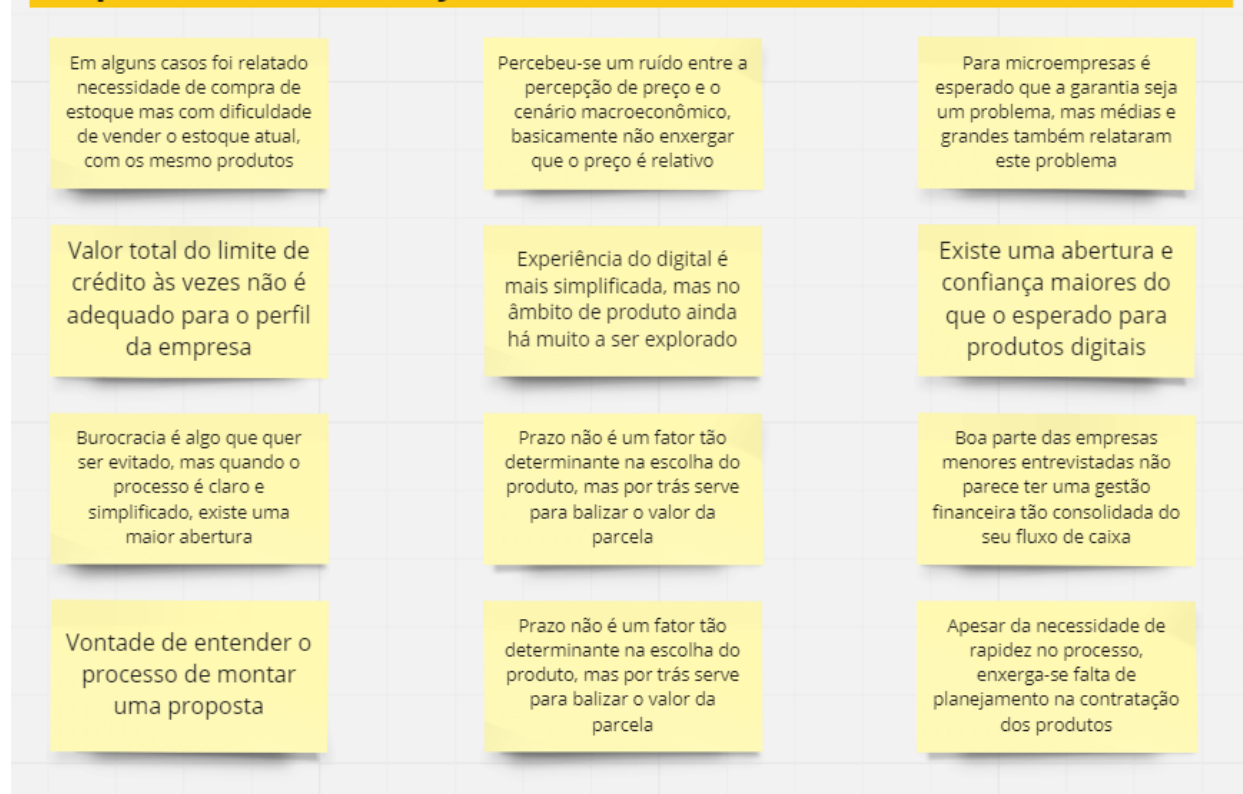 Em alguns casos foi relatado
necessidade de compra de
estoque mas com dificuldade
de vender o estoque atual,
com os mesmo produtos
Percebeu-se um ruído entre a
percepção de preço e o
cenário macroeconômico,
basicamente não enxergar
que o preço é relativo
Para microempresas é
esperado que a garantia seja
um problema, mas médias e
grandes também relataram
este problema
Valor total do limite de
crédito às vezes não é
adequado para o perfil
da empresa
Experiência do digital é
mais simplificada, mas no
âmbito de produto ainda
há muito a ser explorado
Existe uma abertura e
confiança maiores do
que o esperado para
produtos digitais
Burocracia é algo que quer
ser evitado, mas quando o
processo é claro e
simplificado, existe uma
maior abertura
Prazo não é um fator tão
determinante na escolha do
produto, mas por trás serve
para balizar o valor da
parcela
Boa parte das empresas
menores entrevistadas não
parece ter uma gestão
financeira tão consolidada do
seu fluxo de caixa
Vontade de entender o
processo de montar
uma proposta
Prazo não é um fator tão
determinante na escolha do
produto, mas por trás serve
para balizar o valor da
parcela
Apesar da necessidade de
rapidez no processo,
enxerga-se falta de
planejamento na contratação
dos produtos